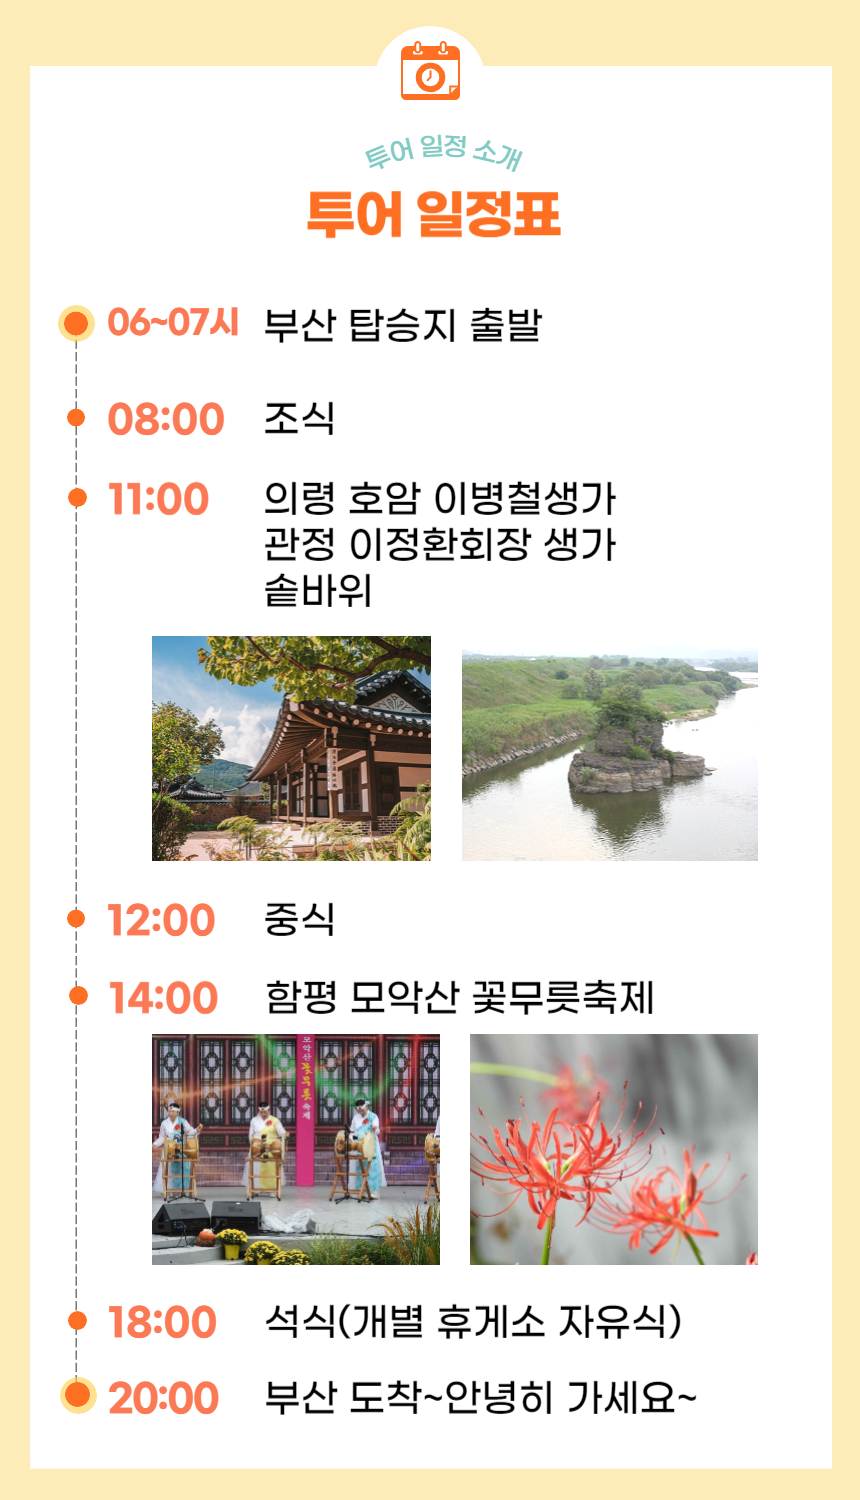 투어 일정 소개
투어 일정표
06~07시 부산 탑승지 출발
08:00 조식
11:00 의령 호암 이병철생가
관정 이정환회장 생가
솥바위
12:00 중식
14:00 함평 모악산 꽃무릇축제
모악산 꽃무릇 축제
18:00 석식(개별 휴게소 자유식)
20:00 부산 도착~안녕히 가세요~